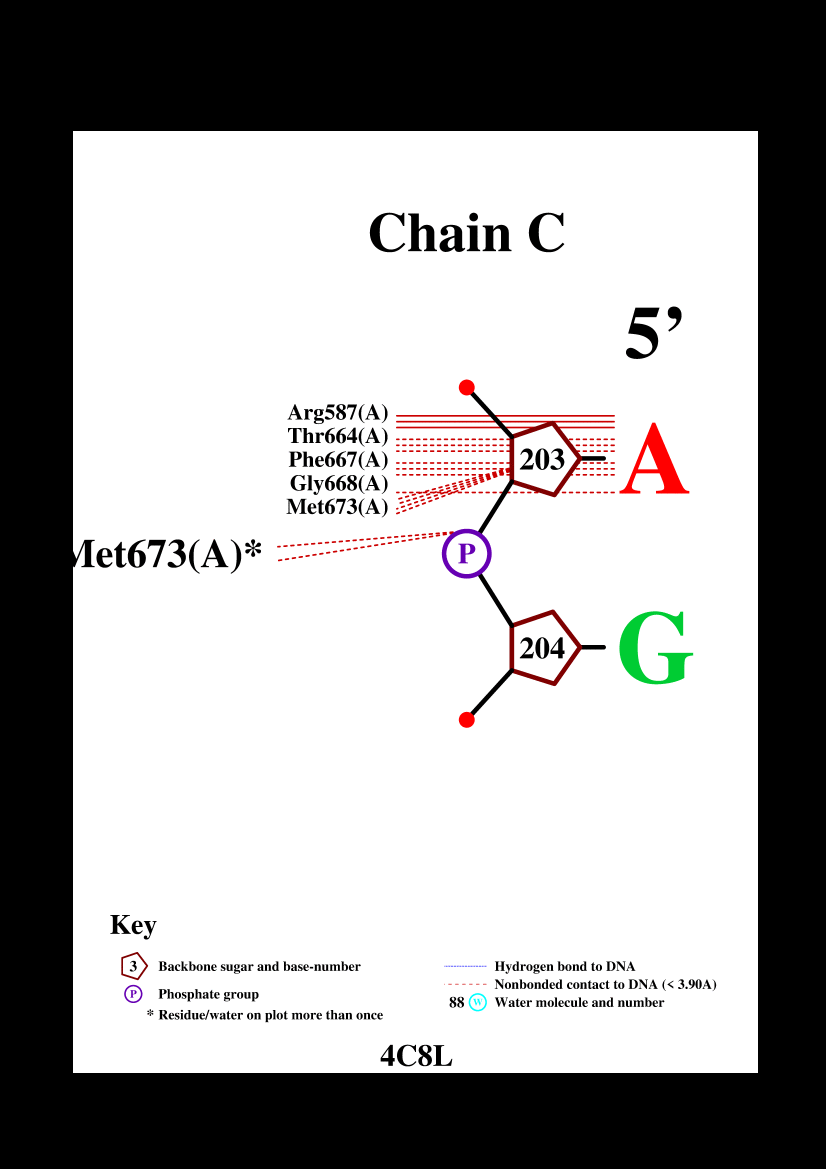 Chain C
5’
Arg587(A)
Thr664(A)
Phe667(A)
Gly668(A)
Met673(A)
203
A
Met673(A)*
P
204
G
Key
3 Backbone sugar and base-number
P Phosphate group
* Residue/water on plot more than once
Hydrogen bond to DNA
Nonbonded contact to DNA (< 3.90A)
88 W Water molecule and number
4C8L